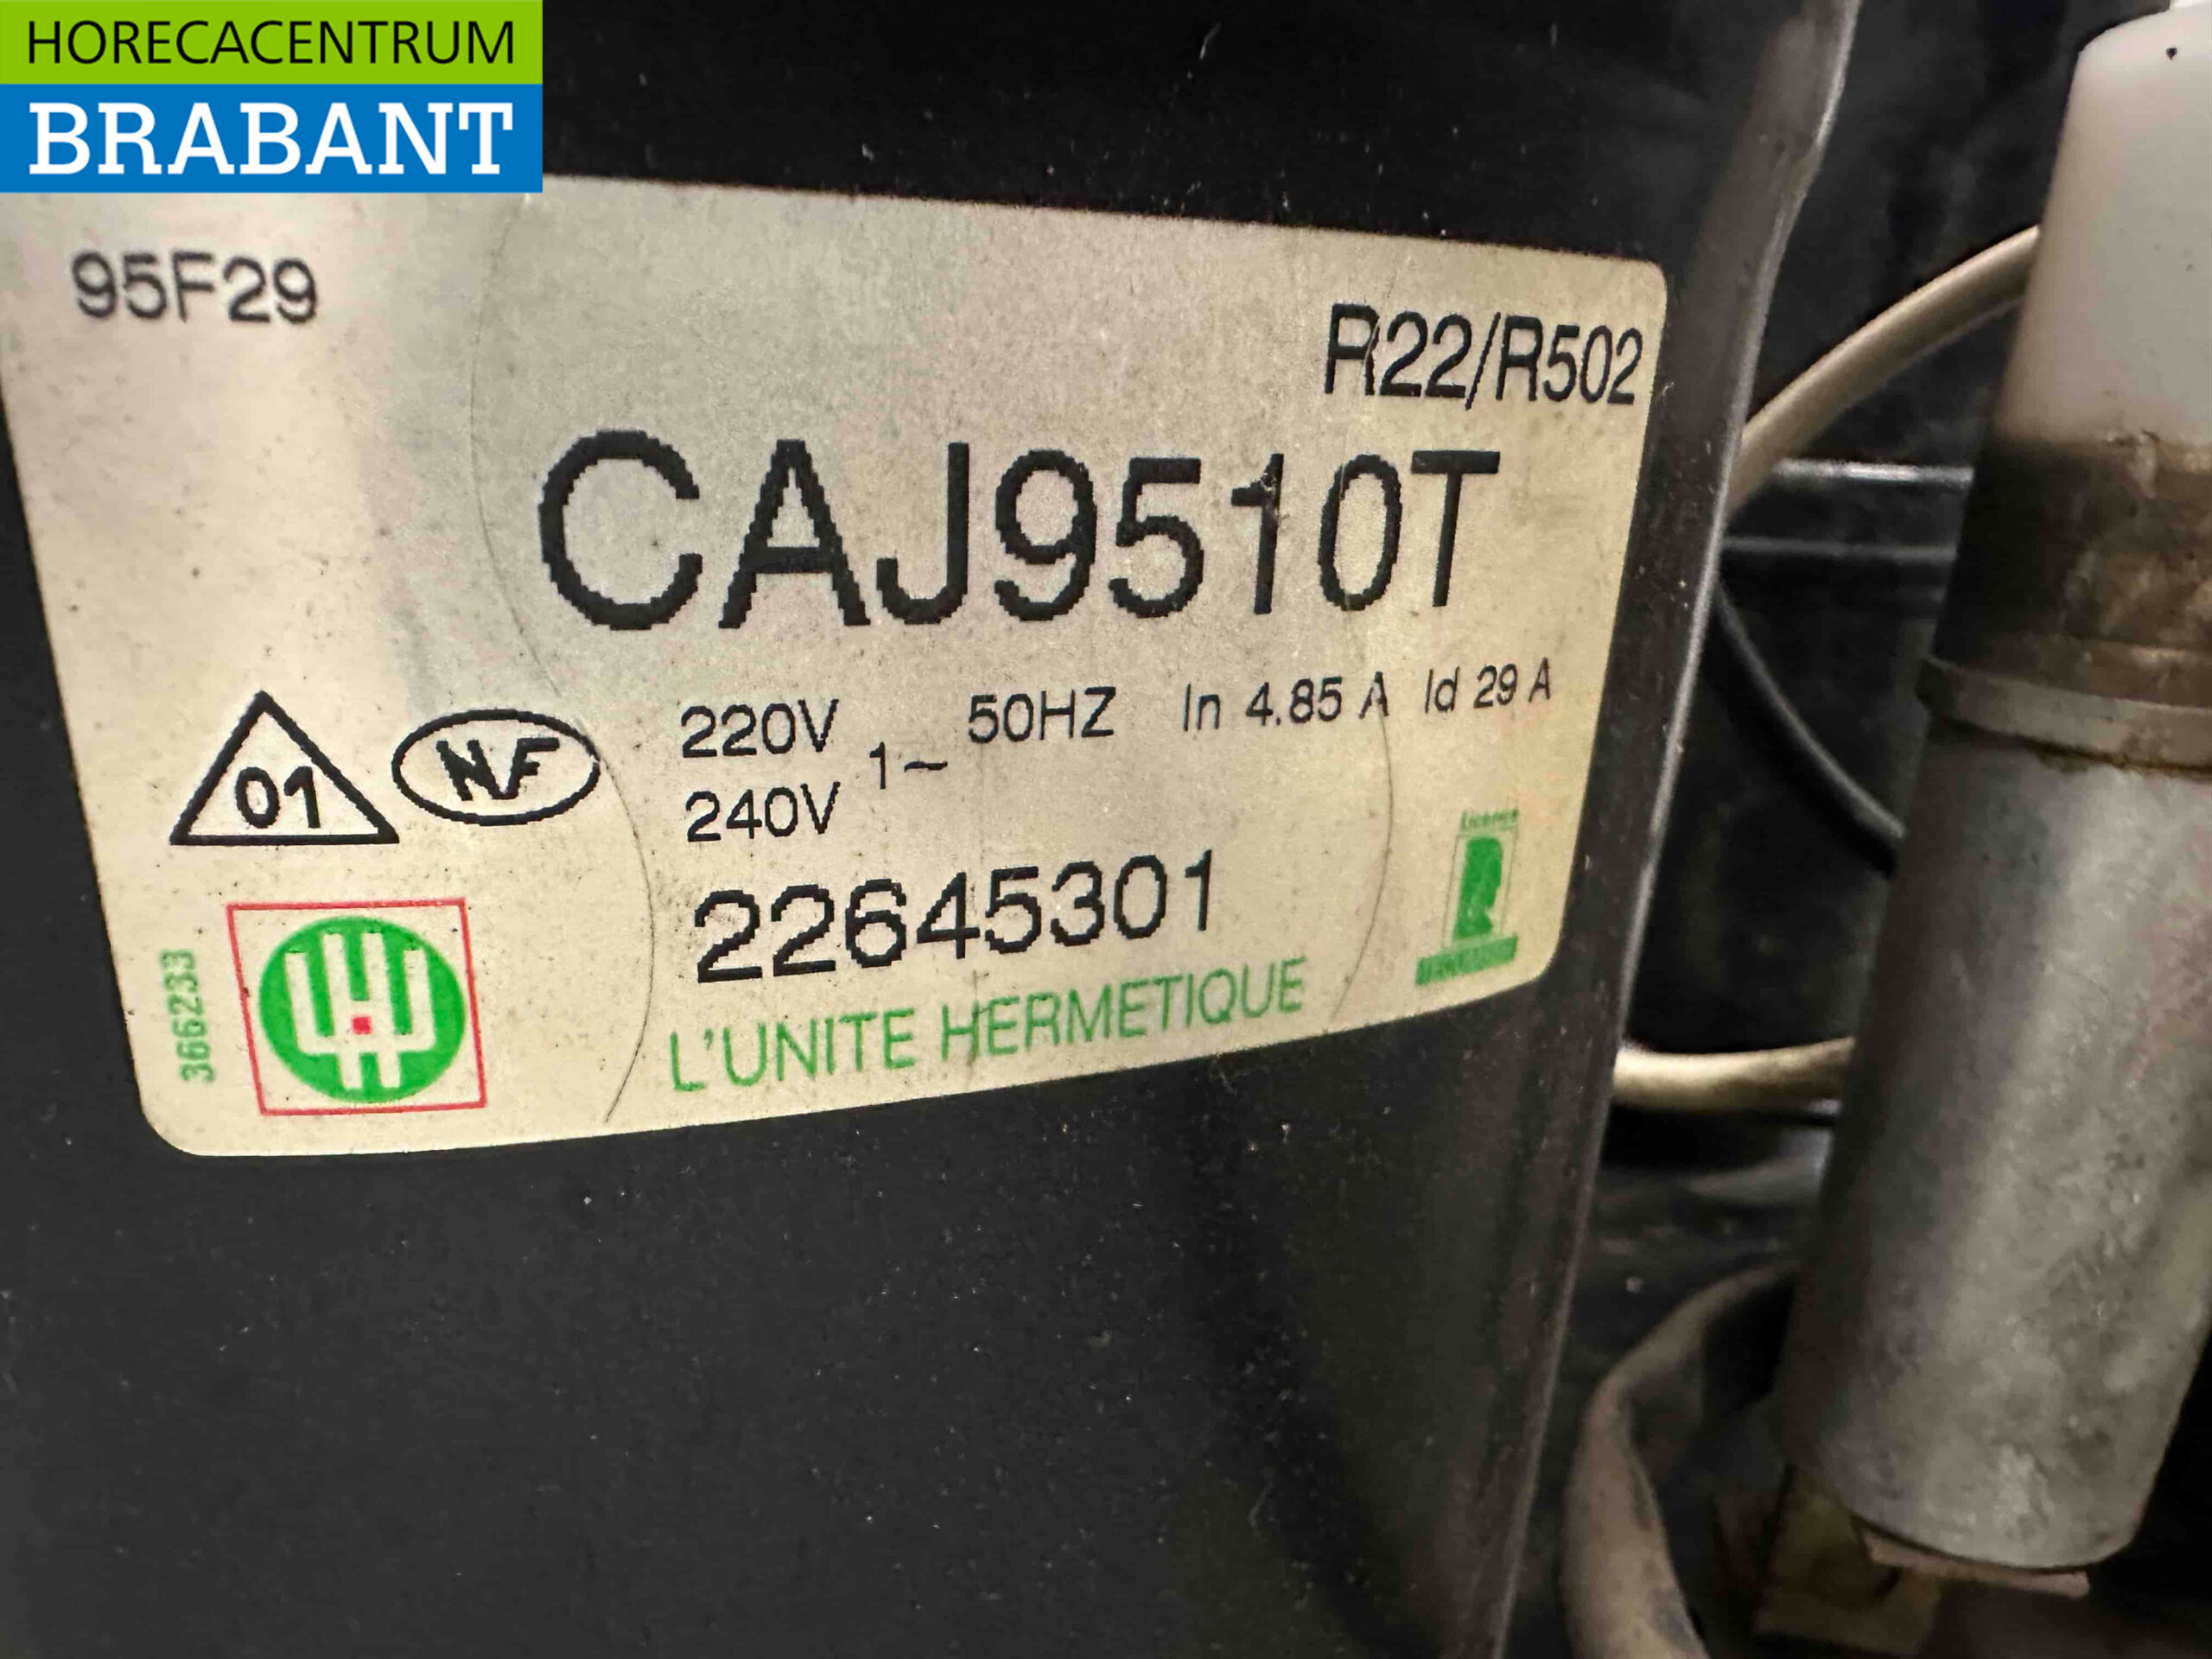 HORECACENTRUM
BRABANT
95F29
R22/R502
CAJ9510T
01
NF
220V
240V
1~
50HZ In 4.85 A Id 29 A
22645301
L'UNITE HERMETIQUE
366233
Licence